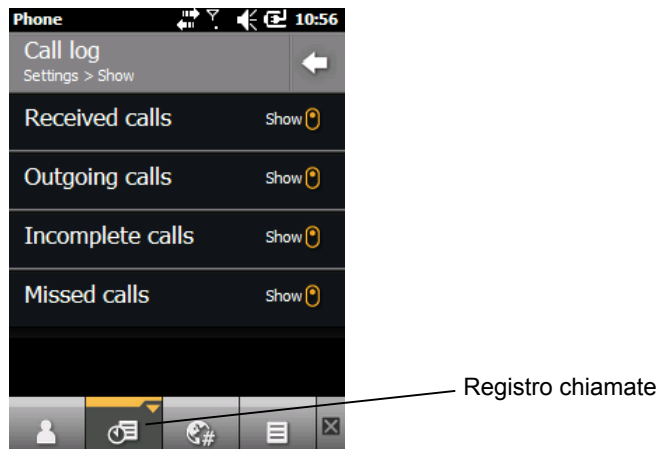 Phone 10:56
Call log
Settings > Show
Received calls Show
Outgoing calls Show
Incomplete calls Show
Missed calls Show
Registro chiamate
#